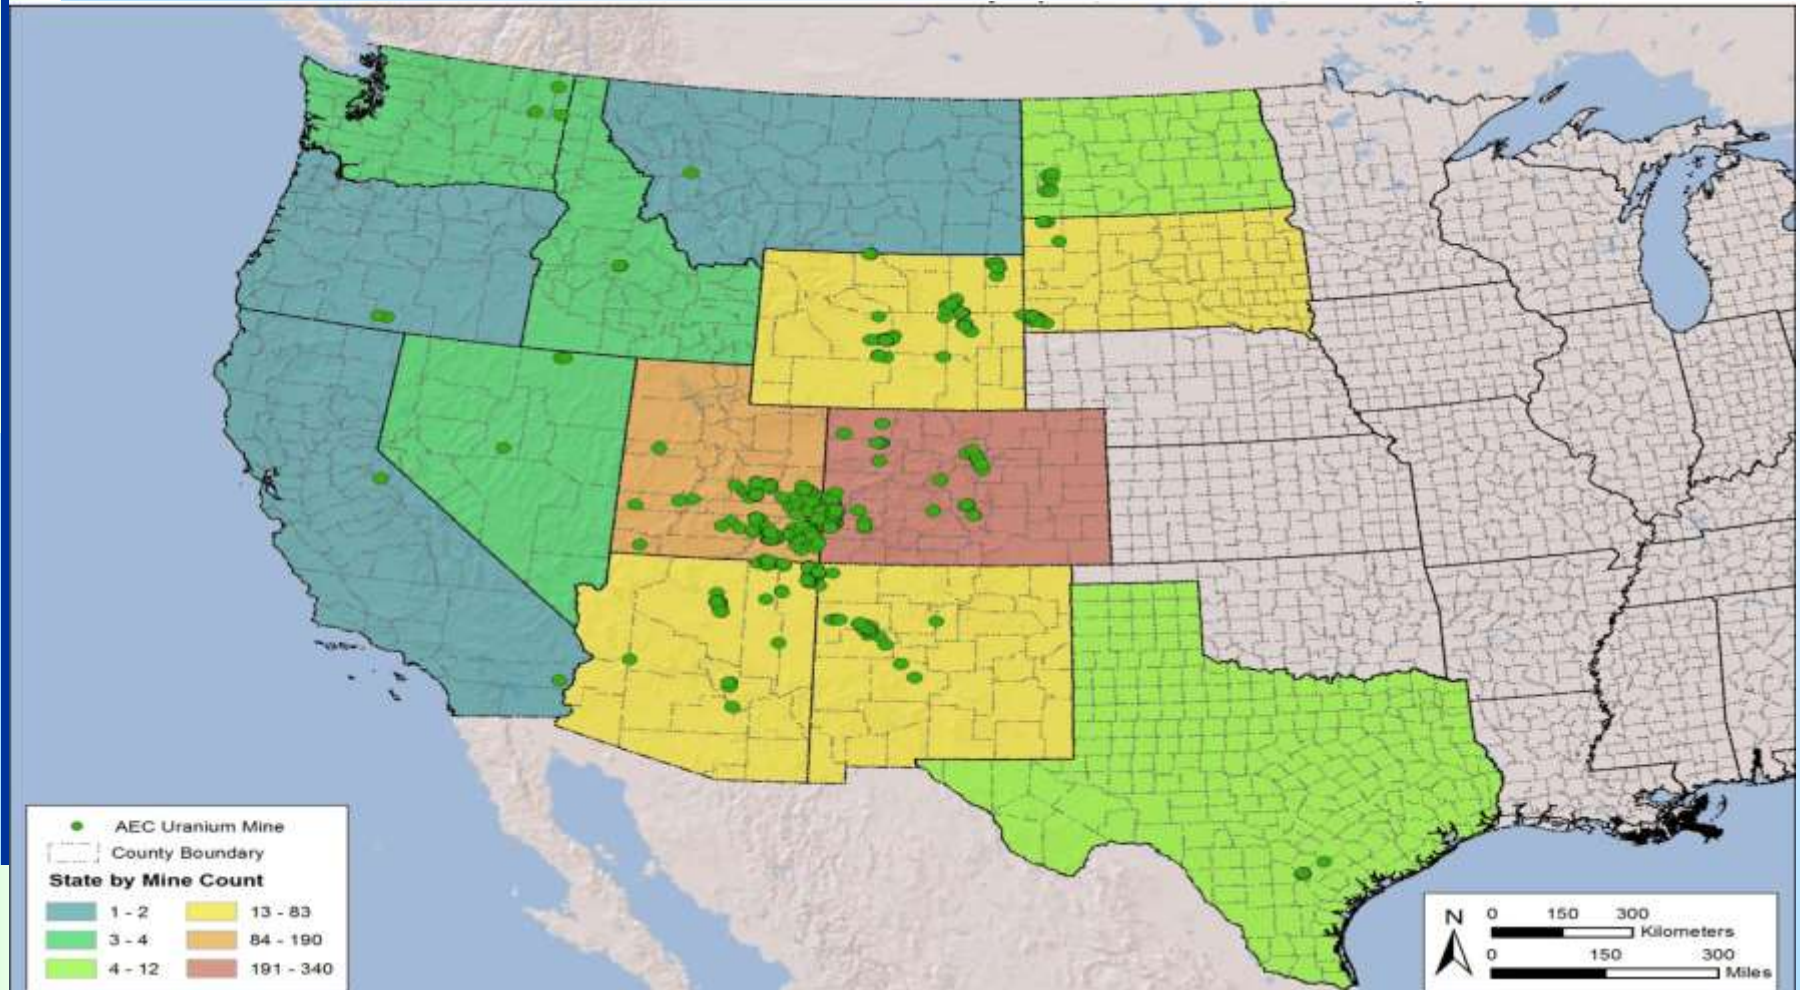 AEC Uranium Mine
County Boundary
State by Mine Count
1 - 2
13 - 83
3 - 4
84 - 190
4 - 12
191 - 340
N
0 150 300
Kilometers
0 150 300
Miles